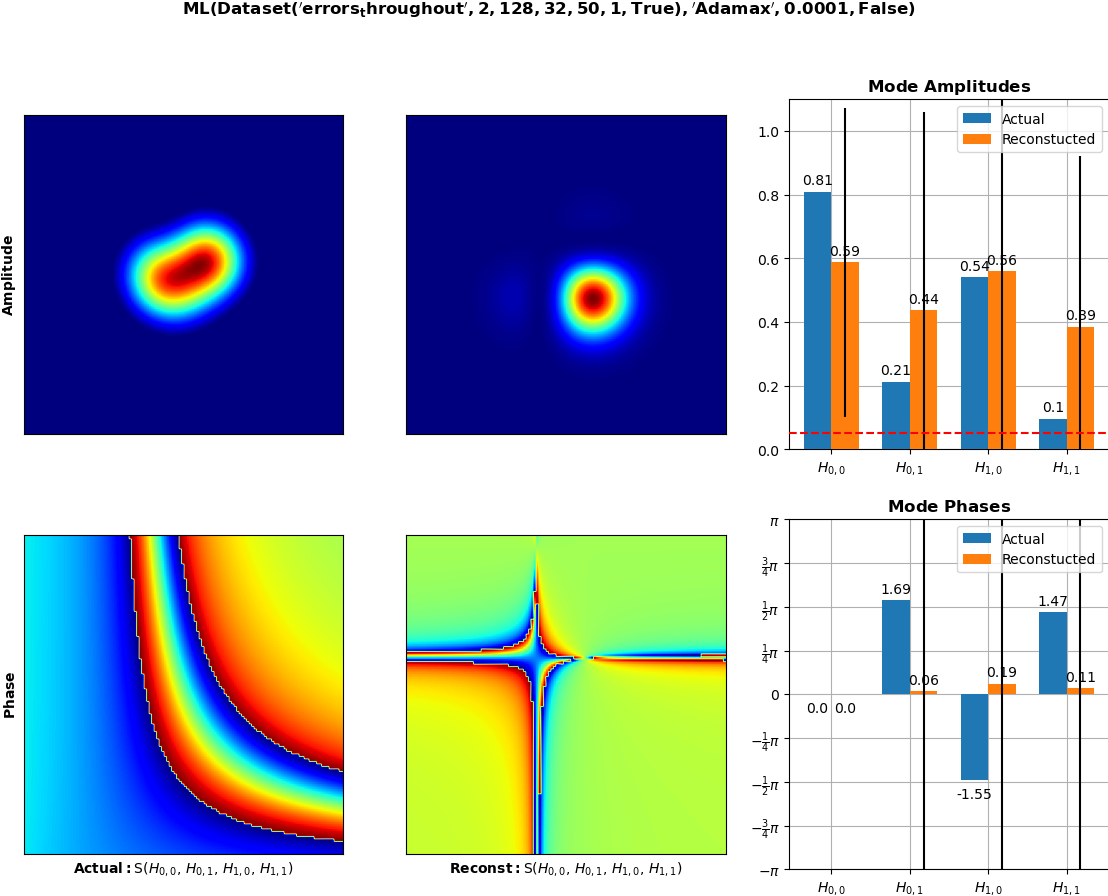 ML(Dataset('errors_throughout', 2, 128, 32, 50, 1, True), 'Adamax', 0.0001, False)
Amplitude
Mode Amplitudes
Actual
Reconstucted
1.0
0.8
0.6
0.4
0.2
0.0
0.81
0.59
0.21
0.44
0.54
0.56
0.1
0.39
H0,0
H0,1
H1,0
H1,1
Phase
Actual: S(H0,0, H0,1, H1,0, H1,1)
Reconst: S(H0,0, H0,1, H1,0, H1,1)
Mode Phases
Actual
Reconstucted
π
3/4π
1/2π
1/4π
0
−1/4π
−1/2π
−3/4π
−π
0.0
0.0
1.69
0.06
-1.55
0.19
1.47
0.11
H0,0
H0,1
H1,0
H1,1